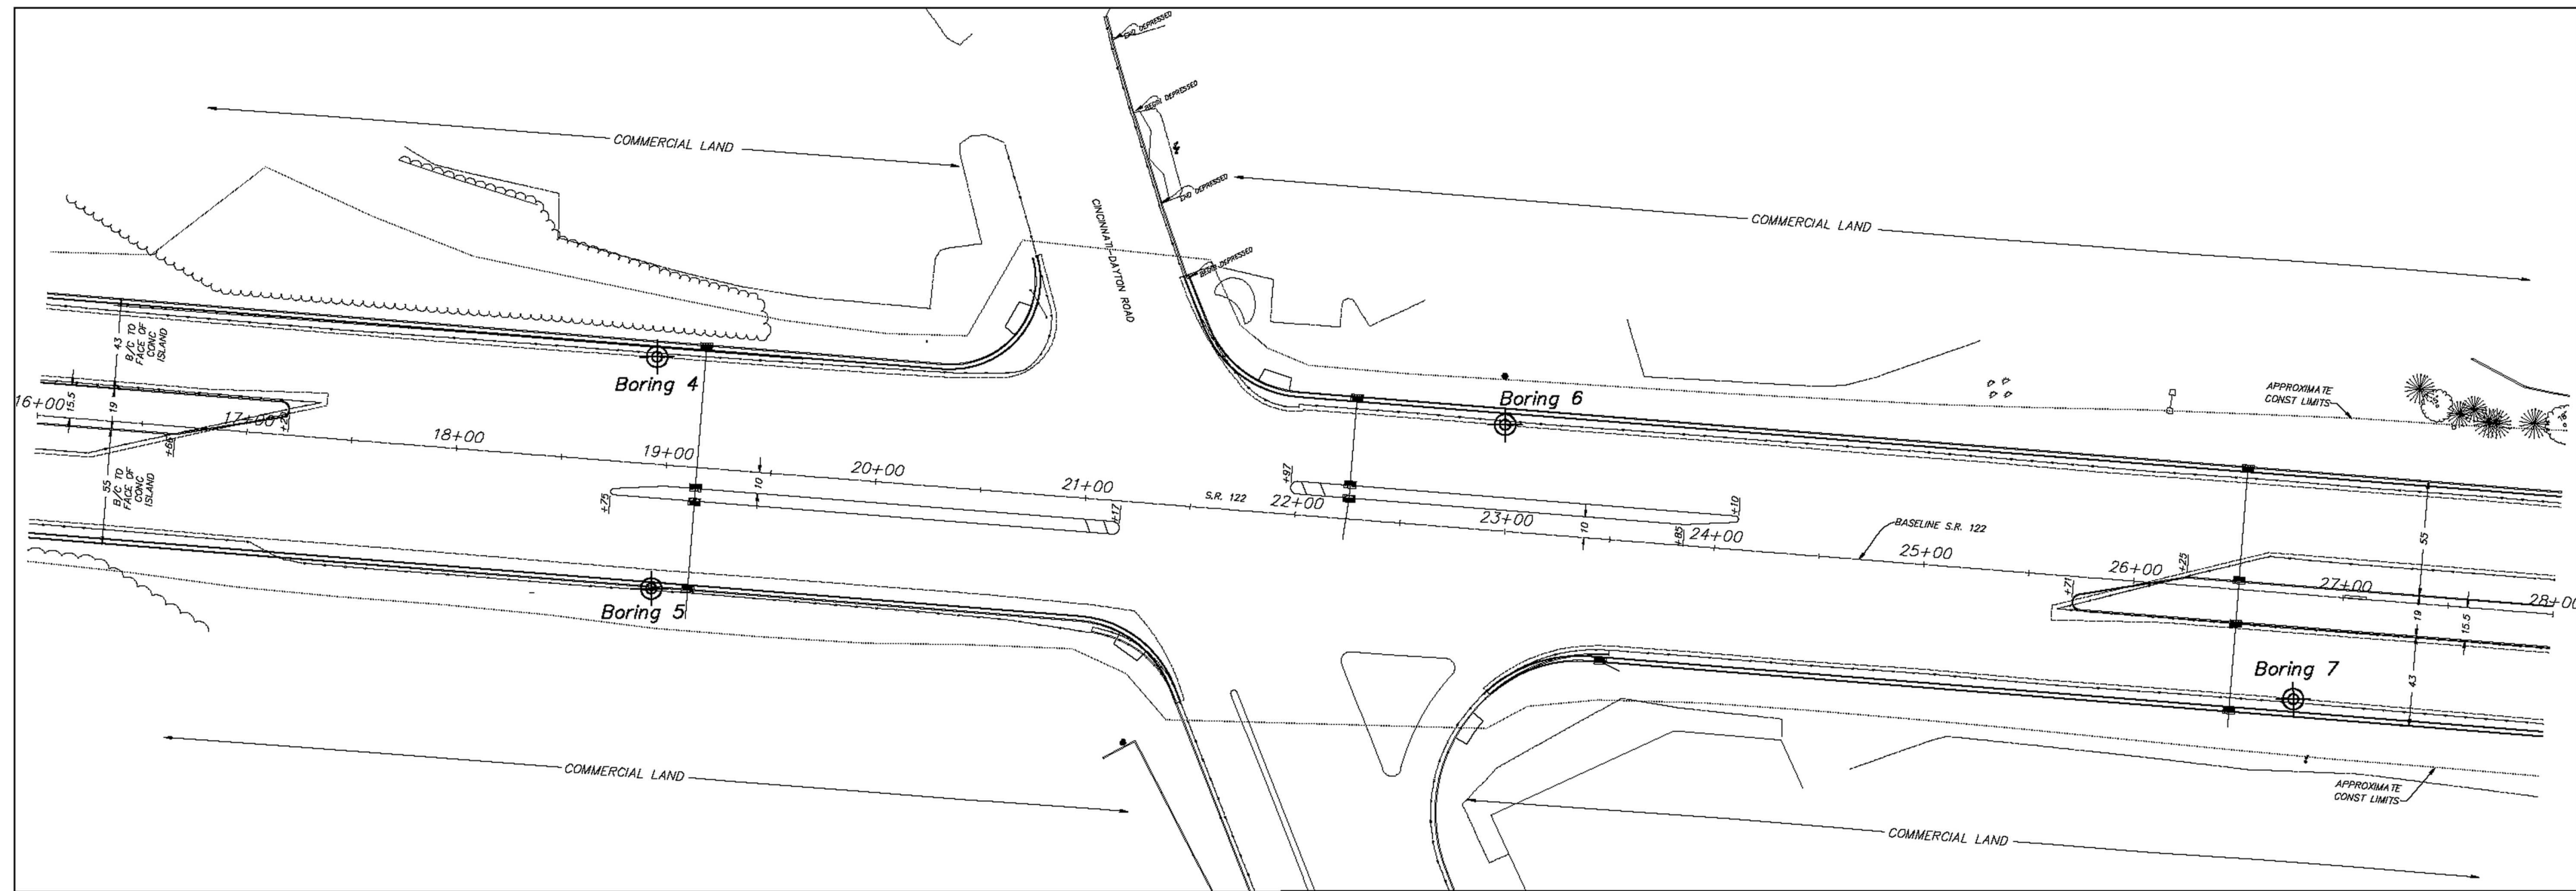 END DEPRESSED
BEGIN DEPRESSED
END DEPRESSED
BEGIN DEPRESSED
COMMERCIAL LAND
COMMERCIAL LAND
CINCINNATI-DAYTON ROAD
43
B/C TO
FACE OF
CONC
ISLAND
Boring 4
Boring 6
APPROXIMATE
CONST LIMITS
16+00
15.5
19
17+00
+66
18+00
19+00
20+00
21+00
S.R. 122
22+00
23+00
24+00
25+00
26+00
27+00
28+00
+75
10
+17
+97
10
+10
+85
BASELINE S.R. 122
+21
+25
55
19
15.5
43
55
B/C TO
FACE OF
CONC
ISLAND
Boring 5
Boring 7
COMMERCIAL LAND
COMMERCIAL LAND
APPROXIMATE
CONST LIMITS